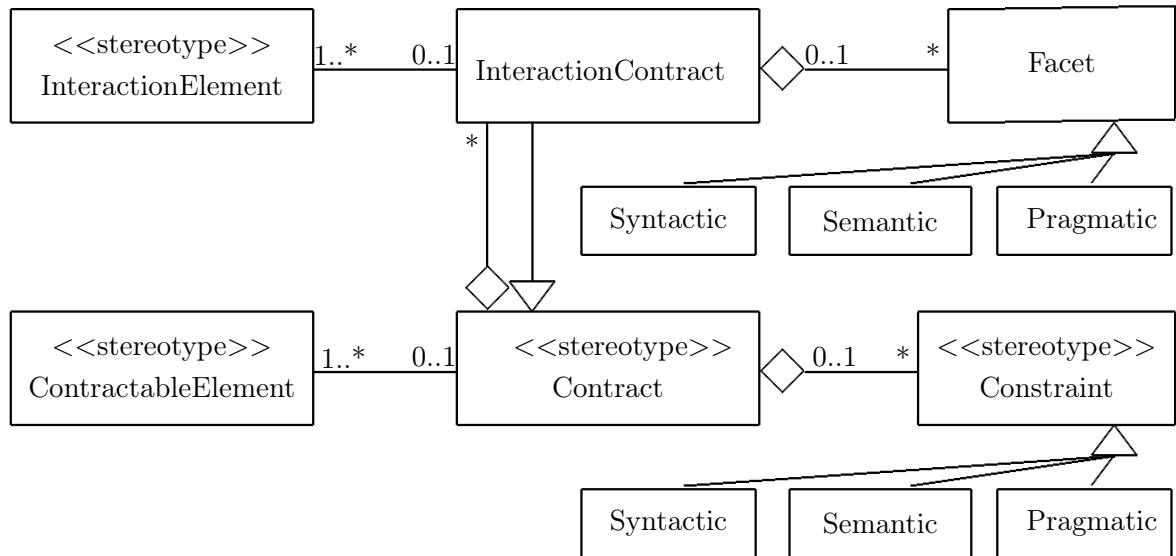 <<stereotype>>
InteractionElement
1..*
0..1
InteractionContract
0..1
*
Facet
*
Syntactic
Semantic
Pragmatic
<<stereotype>>
ContractableElement
1..*
0..1
<<stereotype>>
Contract
0..1
*
<<stereotype>>
Constraint
Syntactic
Semantic
Pragmatic